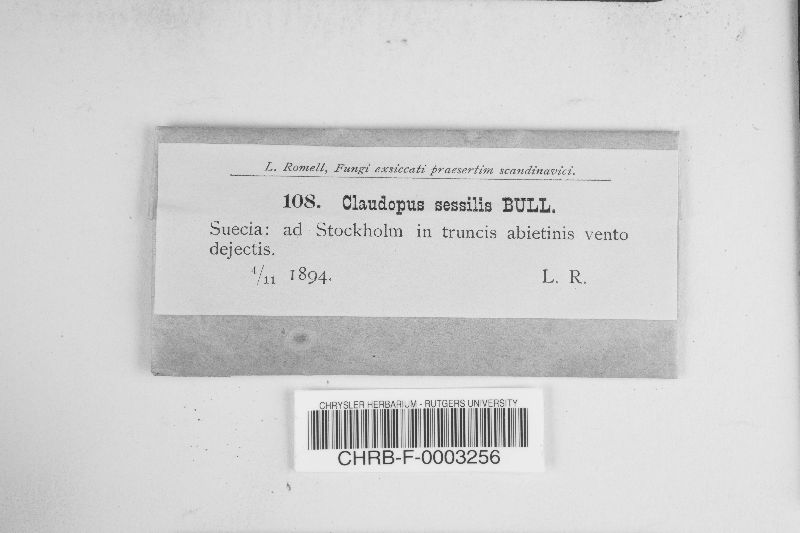 L. Romell, Fungi exsiccati praesertim scandinavici.
108. Claudopus sessilis BULL.
Suecia: ad Stockholm in truncis abietinis vento
dejectis.
4/11 1894.
L. R.
CHRYSLER HERBARIUM - RUTGERS UNIVERSITY
CHRB-F-0003256